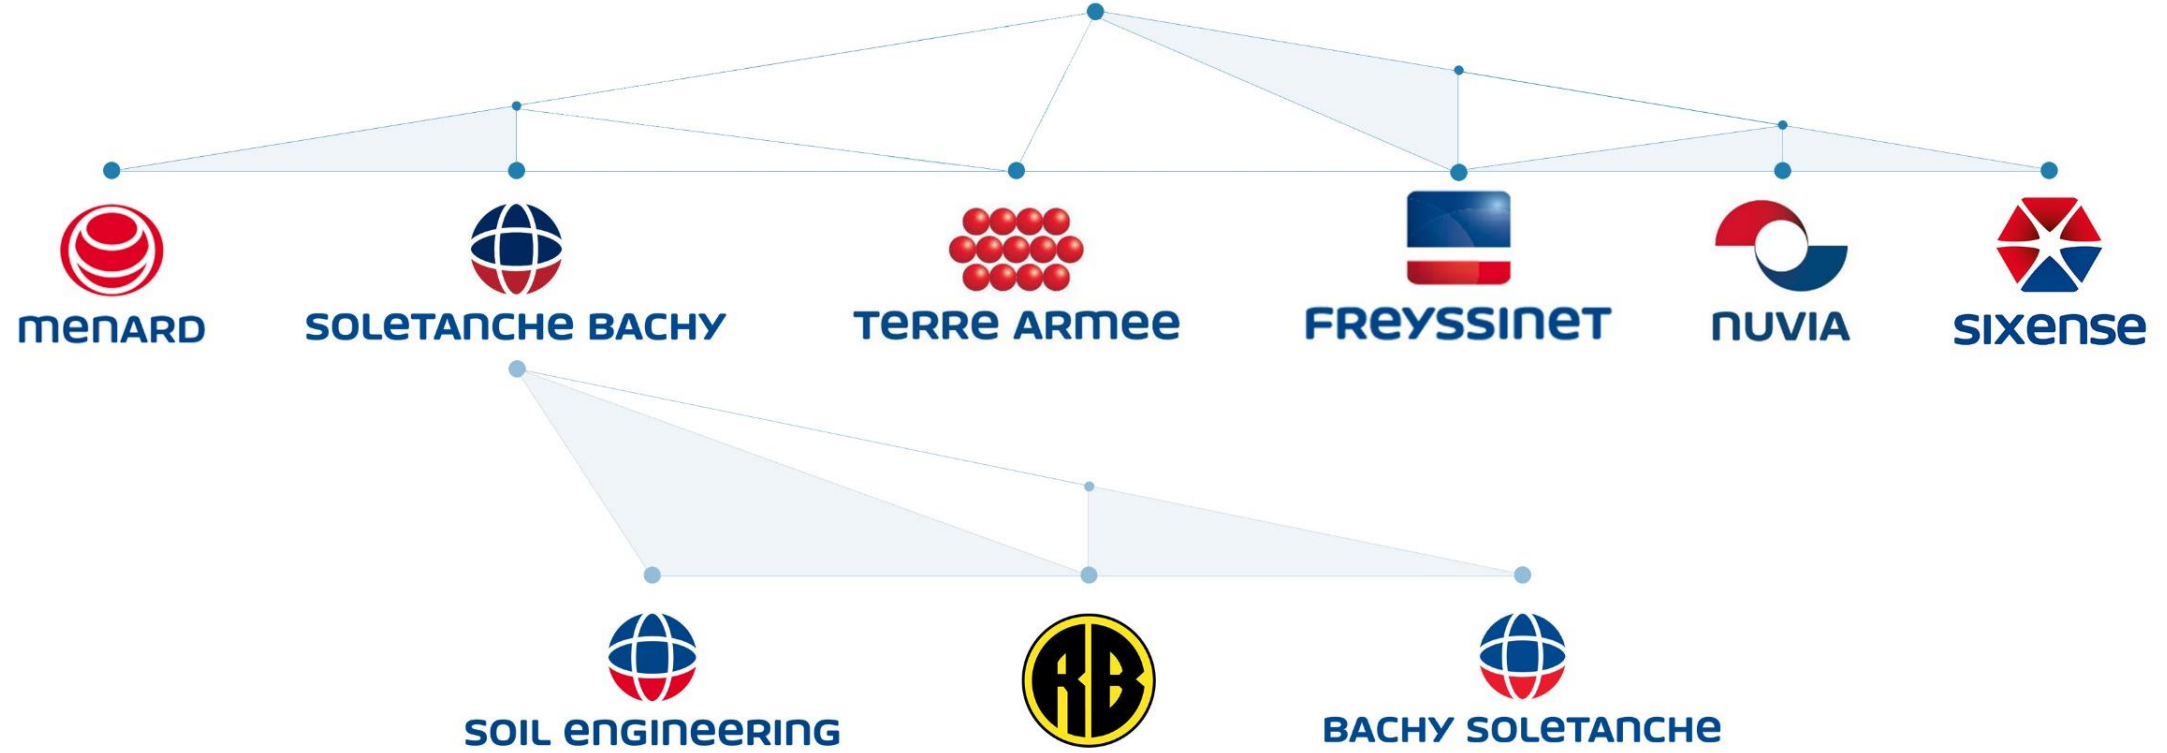 menARD
SOLeTAnCHe BACHY
TeRRe ARmee
FReYSSIneT
nUVIA
sixense
SOIL enGIneeRInG
RB
BACHY SOLeTAnCHe